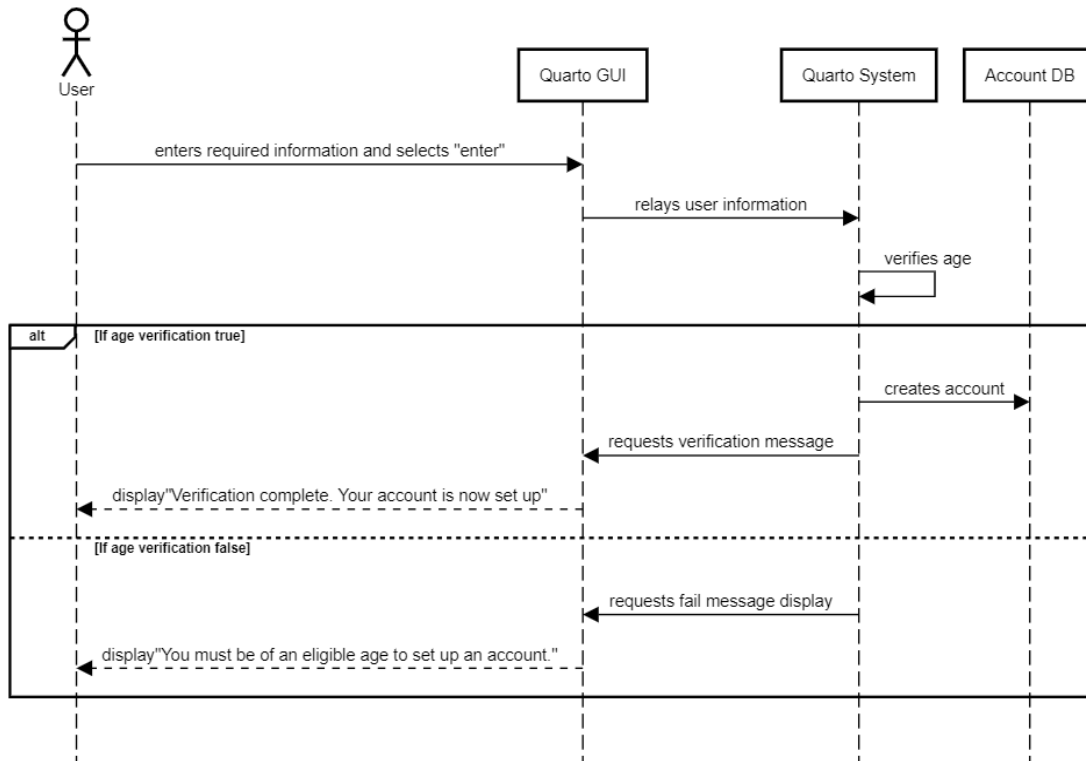 User
Quarto GUI
Quarto System
Account DB
enters required information and selects "enter"
relays user information
verifies age
alt
[If age verification true]
creates account
requests verification message
display"Verification complete. Your account is now set up"
[If age verification false]
requests fail message display
display"You must be of an eligible age to set up an account."